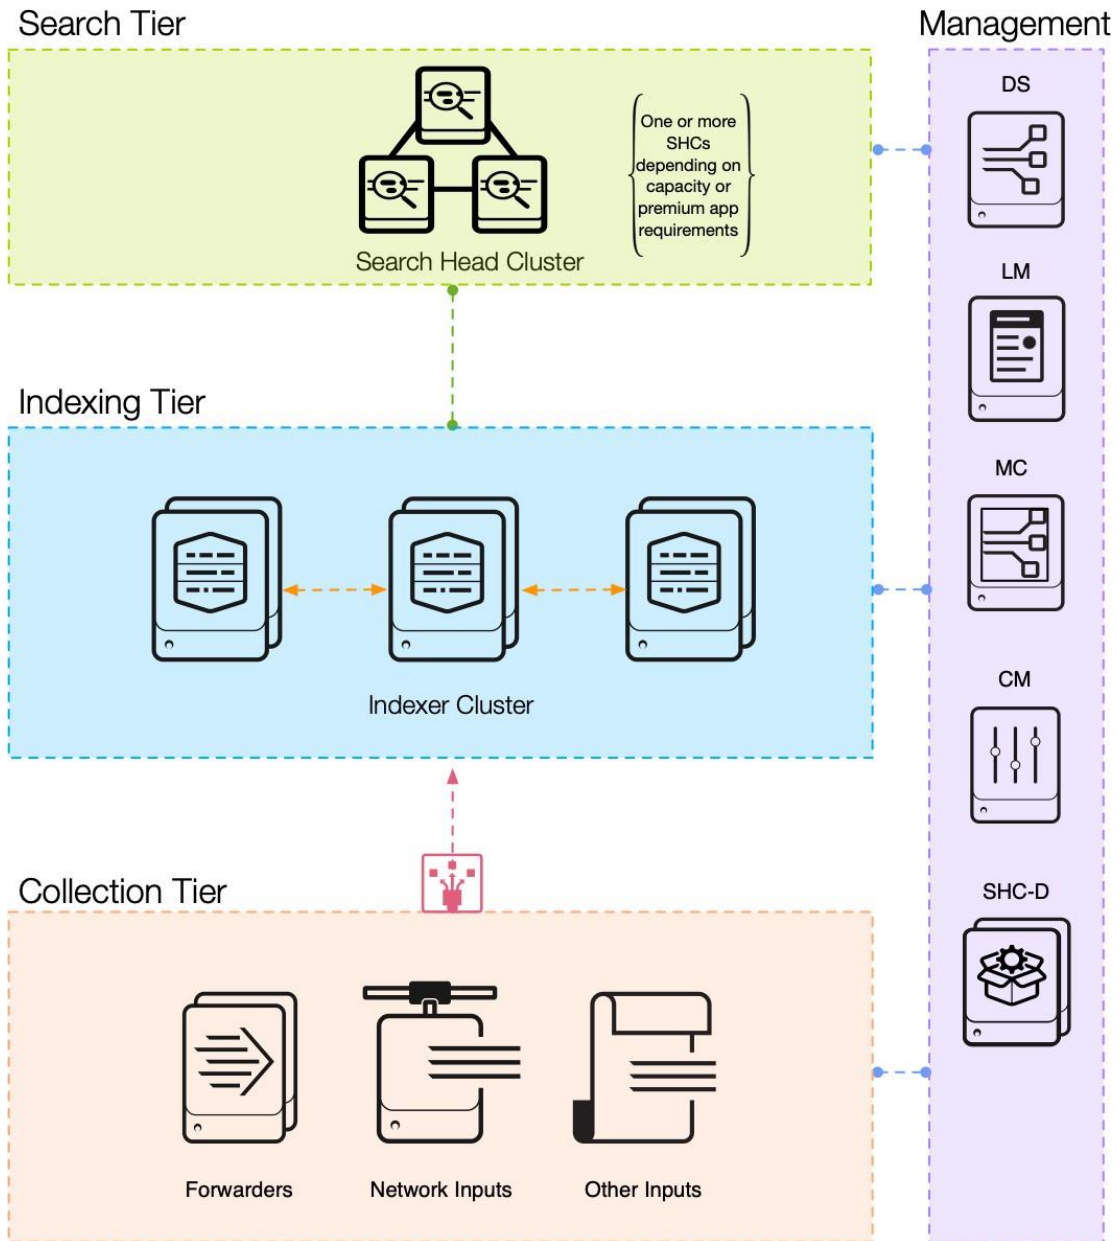 Search Tier
Management
One or more
SHCs
depending on
capacity or
premium app
requirements
Search Head Cluster
DS
LM
Indexing Tier
MC
Indexer Cluster
CM
Collection Tier
SHC-D
Forwarders
Network Inputs
Other Inputs